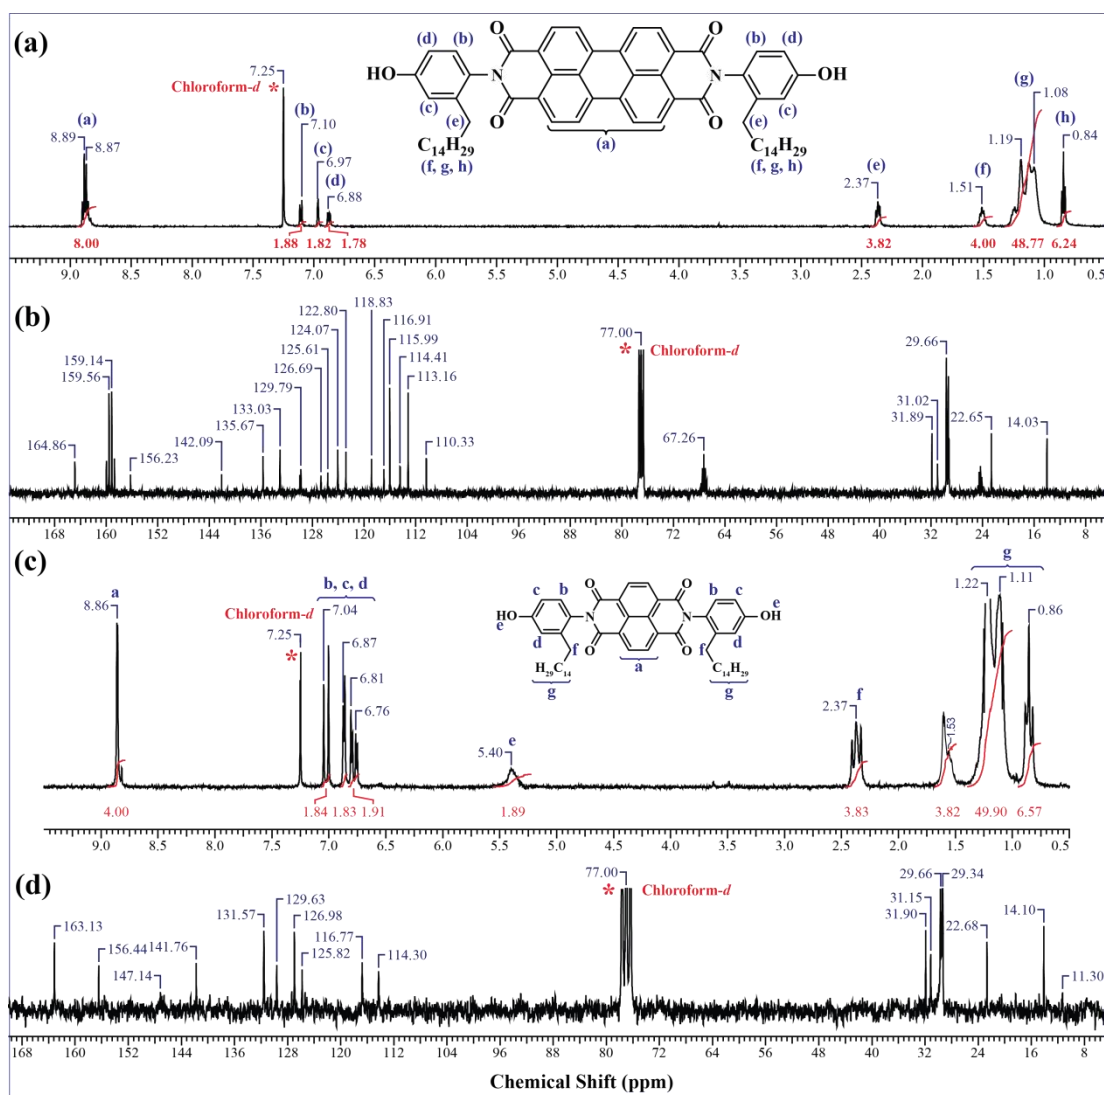 (a)
7.25
Chloroform-d
*
8.89
(a)
8.87
(b)
7.10
(c)
6.97
(d)
6.88
(d) (b) O O (b) (d)
HO N N OH
(c) (c)
(e) O O (e)
C14H29 (a) C14H29
(f, g, h) (f, g, h)
(e)
2.37
(f)
1.51
(g)
1.08
1.19
(h)
0.84
8.00 1.88 1.82 1.78 3.82 4.00 48.77 6.24
9.0 8.5 8.0 7.5 7.0 6.5 6.0 5.5 5.0 4.5 4.0 3.5 3.0 2.5 2.0 1.5 1.0 0.5
(b)
164.86
159.56
159.14
156.23
142.09
135.67
133.03
129.79
126.69
125.61
124.07
122.80
118.83
116.91
115.99
114.41
113.16
110.33
77.00
* Chloroform-d
67.26
31.89
31.02
29.66
22.65
14.03
168 160 152 144 136 128 120 112 104 96 88 80 72 64 56 48 40 32 24 16 8
(c)
a
8.86
Chloroform-d
7.25
*
b, c, d
7.04
6.87
6.81
6.76
5.40
e
c b O O b c
HO N N OH
e e
d f O O f d
H29C14 a C14H29
g g
f
2.37
1.53
g
1.22
1.11
0.86
4.00 1.84 1.83 1.91 1.89 3.83 3.82 49.90 6.57
9.0 8.5 8.0 7.5 7.0 6.5 6.0 5.5 5.0 4.5 4.0 3.5 3.0 2.5 2.0 1.5 1.0 0.5
(d)
163.13
156.44
147.14
141.76
131.57
129.63
126.98
125.82
116.77
114.30
77.00
* Chloroform-d
31.90
31.15
29.66
29.34
22.68
14.10
11.30
168 160 152 144 136 128 120 112 104 96 88 80 72 64 56 48 40 32 24 16 8
Chemical Shift (ppm)